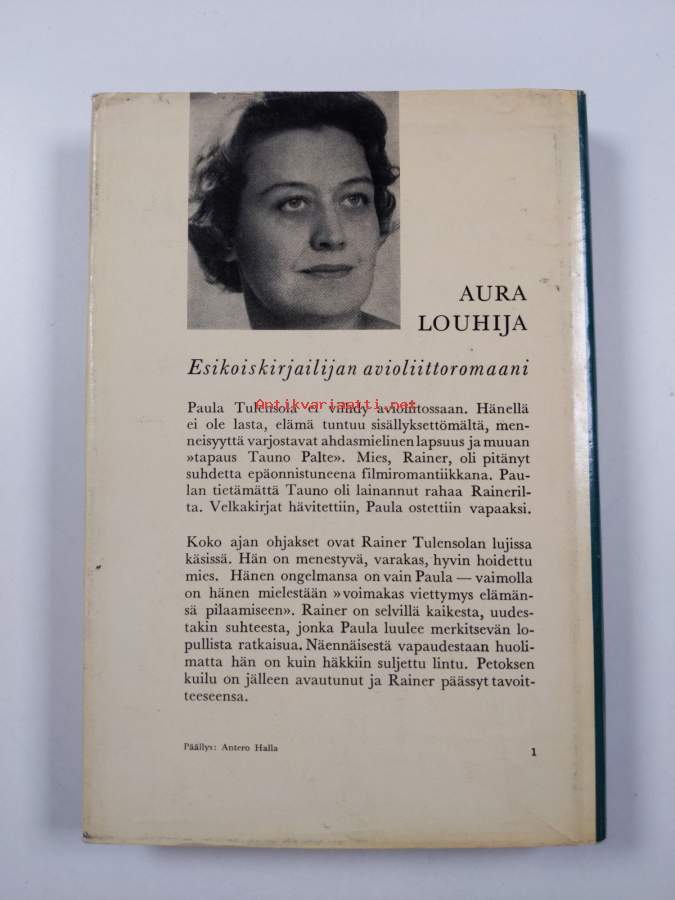 AURA
LOUHIJA
Esikoiskirjailijan avioliittoromaani
Antikvariaatti.net
Paula Tulensola ei viihdy avioliitossaan. Hänellä
ei ole lasta, elämä tuntuu sisällyksettömältä, men-
neisyyttä varjostavat ahdasmielinen lapsuus ja muuan
»tapaus Tauno Palte». Mies, Rainer, oli pitänyt
suhdetta epäonnistuneena filmiromantiikkana. Pau-
lan tietämättä Tauno oli lainannut rahaa Raineril-
ta. Velkakirjat hävitettiin, Paula ostettiin vapaaksi.
Koko ajan ohjakset ovat Rainer Tulensolan lujissa
käsissä. Hän on menestyvä, varakas, hyvin hoidettu
mies. Hänen ongelmansa on vain Paula — vaimolla
on hänen mielestään »voimakas viettymys elämän-
sä pilaamiseen». Rainer on selvillä kaikesta, uudes-
takin suhteesta, jonka Paula luulee merkitsevän lo-
pullista ratkaisua. Näennäisestä vapaudestaan huoli-
matta hän on kuin häkkiin suljettu lintu. Petoksen
kuilu on jälleen avautunut ja Rainer päässyt tavoit-
teeseensa.
Päällys: Antero Halla
1